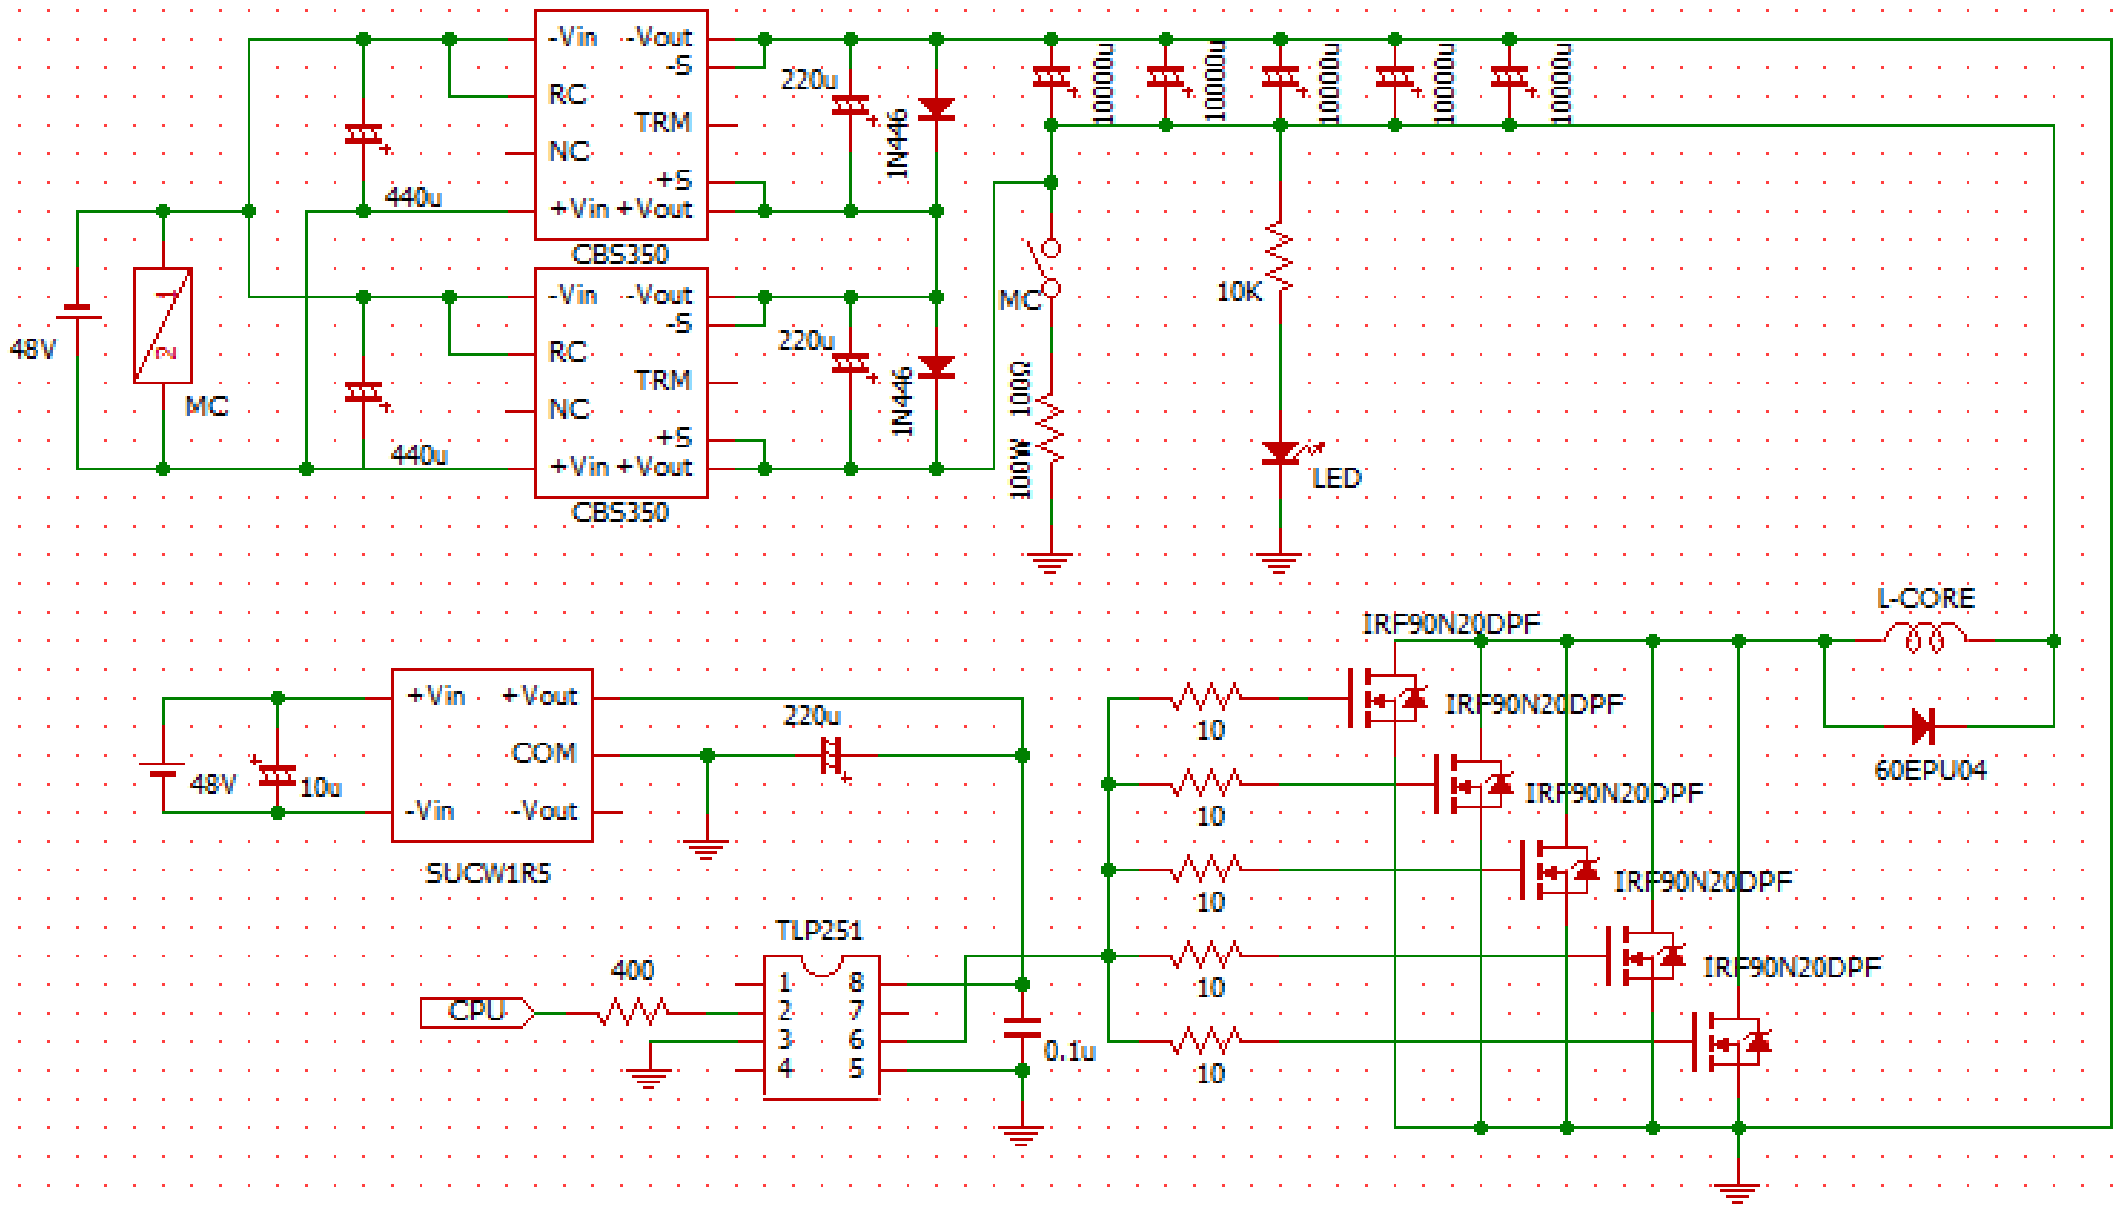 -Vin -Vout
-S
RC
TRM
NC
+S
+Vin +Vout
CBS350
440u
220u
1N446
10000u
10000u
10000u
10000u
10000u
48V
1
2
MC
-Vin -Vout
-S
RC
TRM
NC
+S
+Vin +Vout
CBS350
440u
220u
1N446
MC
100Ω
100W
10K
LED
L-CORE
60EPU04
IRF90N20DPF
IRF90N20DPF
IRF90N20DPF
IRF90N20DPF
IRF90N20DPF
10
10
10
10
10
48V
10u
+Vin +Vout
COM
-Vin -Vout
SUCW1R5
220u
TLP251
1 8
2 7
3 6
4 5
400
CPU
0.1u